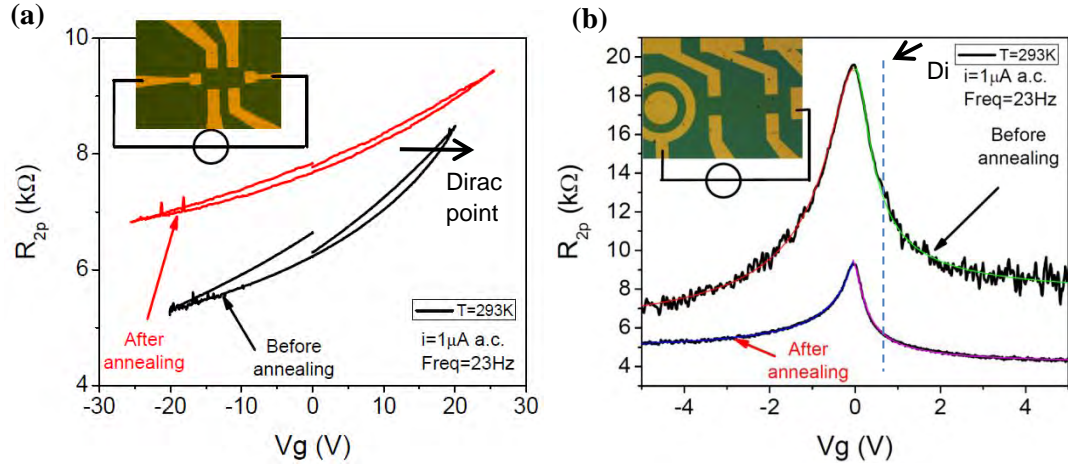 (a)
10
8
6
4
R2p (kΩ)
Dirac
point
After
annealing
Before
annealing
T=293K
i=1μA a.c.
Freq=23Hz
-30 -20 -10 0 10 20 30
Vg (V)
(b)
21
20
18
16
14
12
10
8
6
4
3
R2p (kΩ)
Di
T=293K
i=1μA a.c.
Freq=23Hz
Before
annealing
After
annealing
-4 -2 0 2 4
Vg (V)